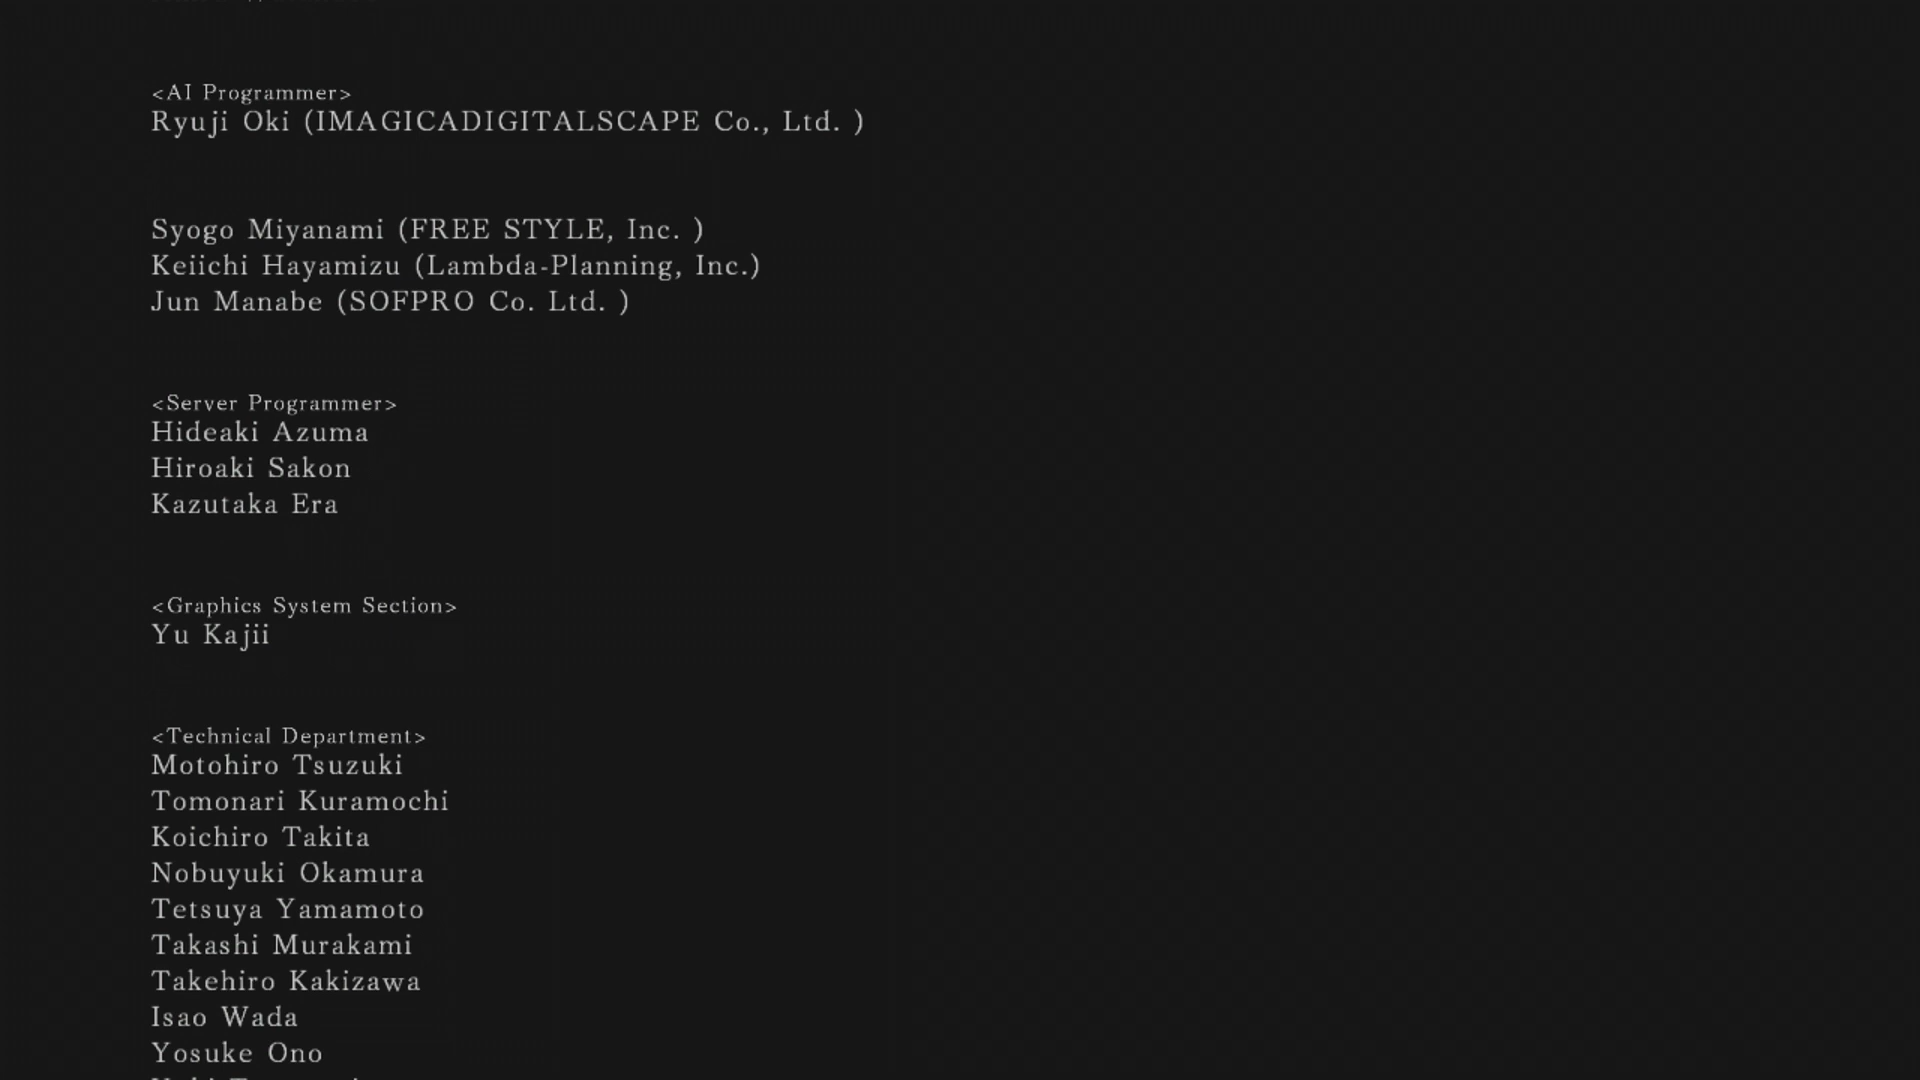 <AI Programmer>
Ryuji Oki (IMAGICADIGITALSCAPE Co., Ltd. )
Syogo Miyanami (FREE STYLE, Inc. )
Keiichi Hayamizu (Lambda-Planning, Inc.)
Jun Manabe (SOFPRO Co. Ltd. )
<Server Programmer>
Hideaki Azuma
Hiroaki Sakon
Kazutaka Era
<Graphics System Section>
Yu Kajii
<Technical Department>
Motohiro Tsuzuki
Tomonari Kuramochi
Koichiro Takita
Nobuyuki Okamura
Tetsuya Yamamoto
Takashi Murakami
Takehiro Kakizawa
Isao Wada
Yosuke Ono